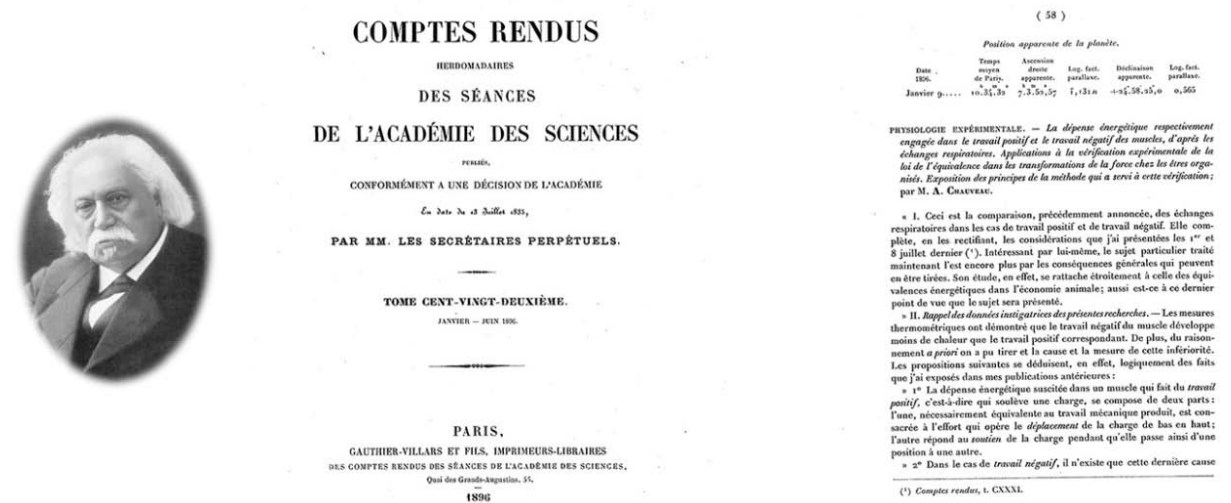 COMPTES RENDUS
HEBDOMADAIRES
DES SÉANCES
DE L'ACADÉMIE DES SCIENCES
PUBLIÉS,
CONFORMÉMENT A UNE DÉCISION DE L'ACADÉMIE
En date du 13 Juillet 1835,
PAR MM. LES SECRÉTAIRES PERPÉTUELS.
TOME CENT-VINGT-DEUXIÈME.
JANVIER — JUIN 1896.
PARIS,
GAUTHIER-VILLARS ET FILS, IMPRIMEURS-LIBRAIRES
DES COMPTES RENDUS DES SÉANCES DE L'ACADÉMIE DES SCIENCES,
Quai des Grands-Augustins, 55.
1896
( 58 )
Position apparente de la planète.
Temps Ascension
Date moyen droite Log. fact. Déclinaison Log. fact.
1896. de Paris. apparente. parallaxe. apparente. parallaxe.
Janvier 9..... 10.34.32 7.3.52,57 +24.58.25,0 0,565
PHYSIOLOGIE EXPÉRIMENTALE. — La dépense énergétique respectivement
engagée dans le travail positif et le travail négatif des muscles, d'après les
échanges respiratoires. Applications à la vérification expérimentale de la
loi de l'équivalence dans les transformations de la force chez les êtres orga-
nisés. Exposition des principes de la méthode qui a servi à cette vérification;
par M. A. CHAUVEAU.
« I. Ceci est la comparaison, précédemment annoncée, des échanges
respiratoires dans les cas de travail positif et de travail négatif. Elle com-
plète, en les rectifiant, les considérations que j'ai présentées les 1er et
8 juillet dernier (1). Intéressant par lui-même, le sujet particulier traité
maintenant l'est encore plus par les conséquences générales qui peuvent
en être tirées. Son étude, en effet, se rattache étroitement à celle des équi-
valences énergétiques dans l'économie animale; aussi est-ce à ce dernier
point de vue que le sujet sera présenté.
» II. Rappel des données instigatrices des présentes recherches. — Les mesures
thermométriques ont démontré que le travail négatif du muscle développe
moins de chaleur que le travail positif correspondant. De plus, du raison-
nement a priori on a pu tirer et la cause et la mesure de cette infériorité.
Les propositions suivantes se déduisent, en effet, logiquement des faits
que j'ai exposés dans mes publications antérieures :
» 1° La dépense énergétique suscitée dans un muscle qui fait du travail
positif, c'est-à-dire qui soulève une charge, se compose de deux parts :
l'une, nécessairement équivalente au travail mécanique produit, est con-
sacrée à l'effort qui opère le déplacement de la charge de bas en haut;
l'autre répond au soutien de la charge pendant qu'elle passe ainsi d'une
position à une autre.
» 2° Dans le cas de travail négatif, il n'existe que cette dernière cause
(1) Comptes rendus, t. CXXXI.